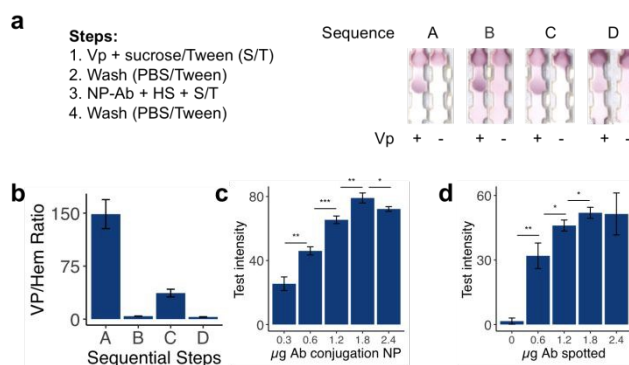 a
Steps:
1. Vp + sucrose/Tween (S/T)
2. Wash (PBS/Tween)
3. NP-Ab + HS + S/T
4. Wash (PBS/Tween)
Sequence A B C D
Vp + - + - + - + -
b
VP/Hem Ratio
150
75
0
A B C D
Sequential Steps
c
Test intensity
80
40
0
** *** ** *
0.3 0.6 1.2 1.8 2.4
µg Ab conjugation NP
d
Test intensity
60
30
0
** * *
0 0.6 1.2 1.8 2.4
µg Ab spotted